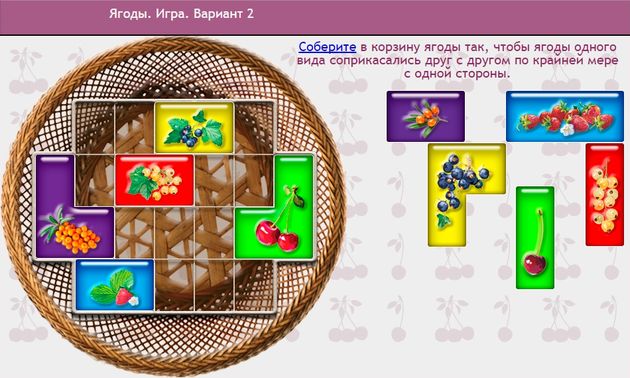 Ягоды. Игра. Вариант 2
Соберите в корзину ягоды так, чтобы ягоды одного
вида соприкасались друг с другом по крайней мере
с одной стороны.